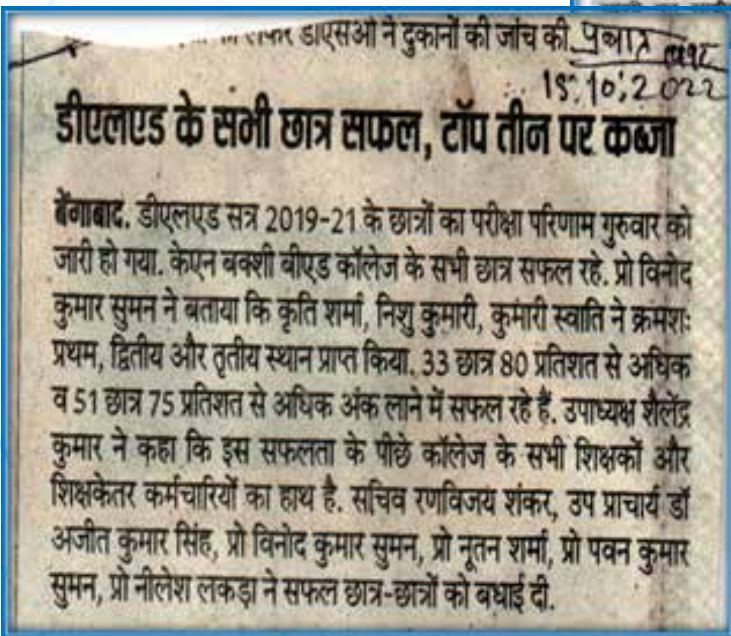 डीएसओ ने दुकानों की जांच की
प्रभात खबर
15.10.2022
डीएलएड के सभी छात्र सफल, टॉप तीन पर कब्जा
बेंगाबाद. डीएलएड सत्र 2019-21 के छात्रों का परीक्षा परिणाम गुरुवार को
जारी हो गया. केएन बक्शी बीएड कॉलेज के सभी छात्र सफल रहे. प्रो विनोद
कुमार सुमन ने बताया कि कृति शर्मा, निशु कुमारी, कुमारी स्वाति ने क्रमशः
प्रथम, द्वितीय और तृतीय स्थान प्राप्त किया. 33 छात्र 80 प्रतिशत से अधिक
व 51 छात्र 75 प्रतिशत से अधिक अंक लाने में सफल रहे हैं. उपाध्यक्ष शैलेंद्र
कुमार ने कहा कि इस सफलता के पीछे कॉलेज के सभी शिक्षकों और
शिक्षकेतर कर्मचारियों का हाथ है. सचिव रणविजय शंकर, उप प्राचार्य डॉ
अजीत कुमार सिंह, प्रो विनोद कुमार सुमन, प्रो नूतन शर्मा, प्रो पवन कुमार
सुमन, प्रो नीलेश लकड़ा ने सफल छात्र-छात्रों को बधाई दी.